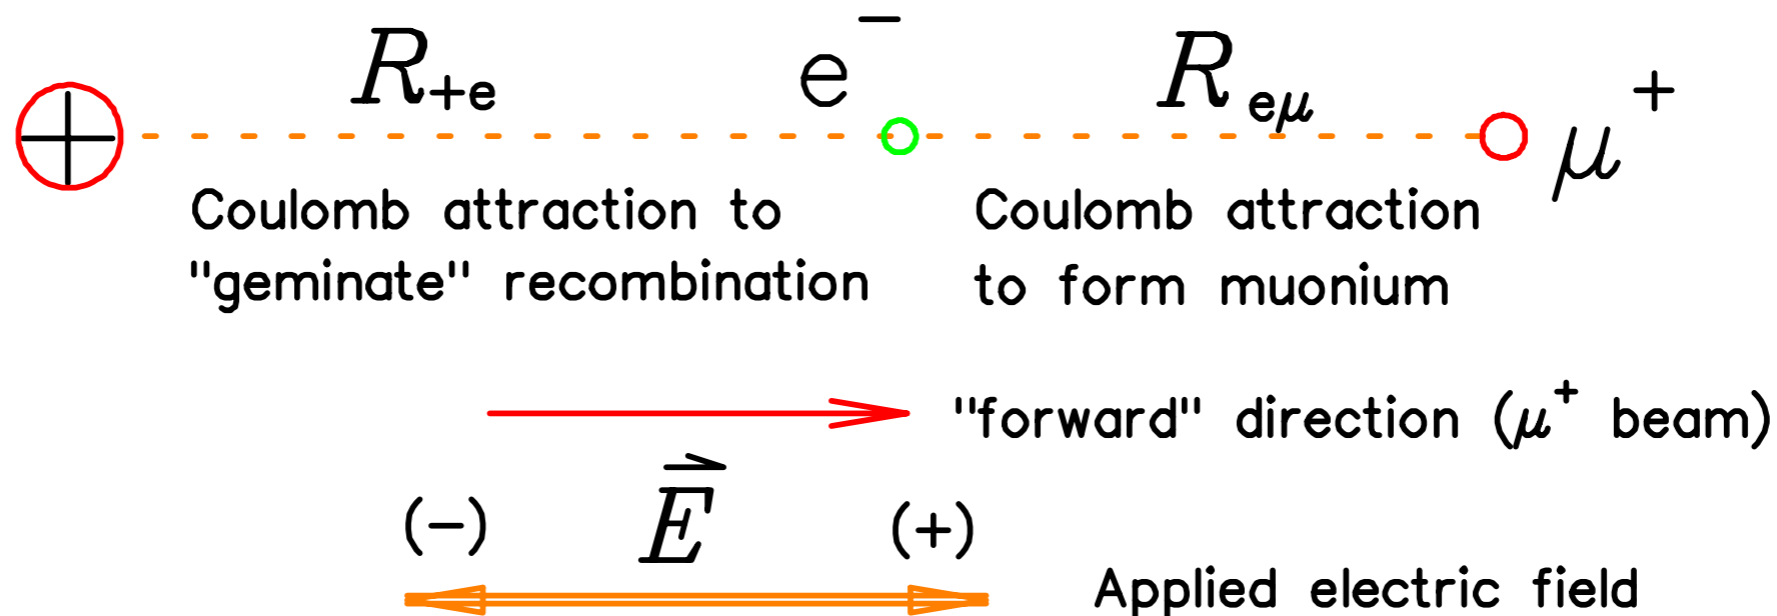 R+e e− Reμ μ+
Coulomb attraction to
"geminate" recombination
Coulomb attraction
to form muonium
"forward" direction (μ+ beam)
(−) E (+)
Applied electric field